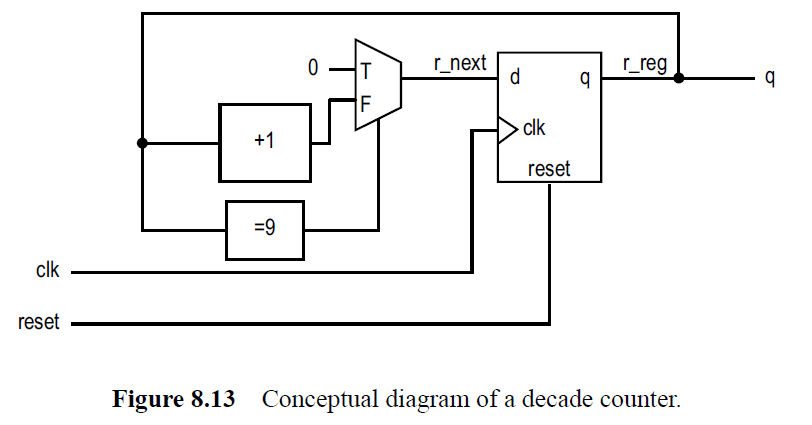 0
T
F
r_next
d
q
r_reg
q
+1
clk
reset
=9
clk
reset
Figure 8.13 Conceptual diagram of a decade counter.